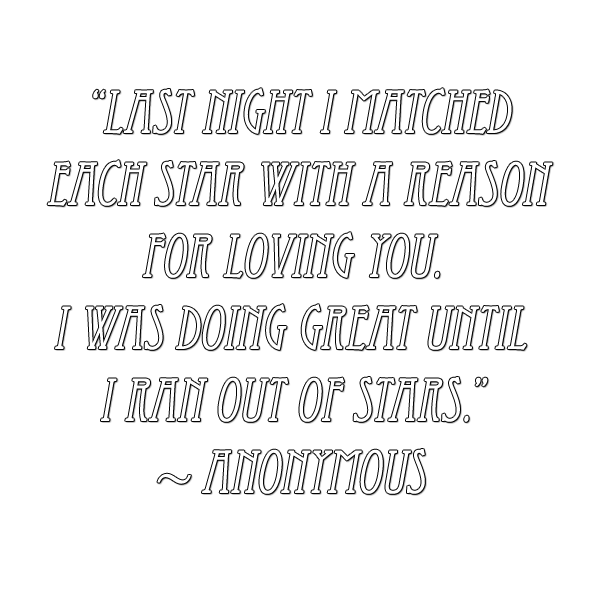 “LAST NIGHT I MATCHED
EACH STAR WITH A REASON
FOR LOVING YOU.
I WAS DOING GREAT UNTIL
I RAN OUT OF STARS.”
~ ANONYMOUS